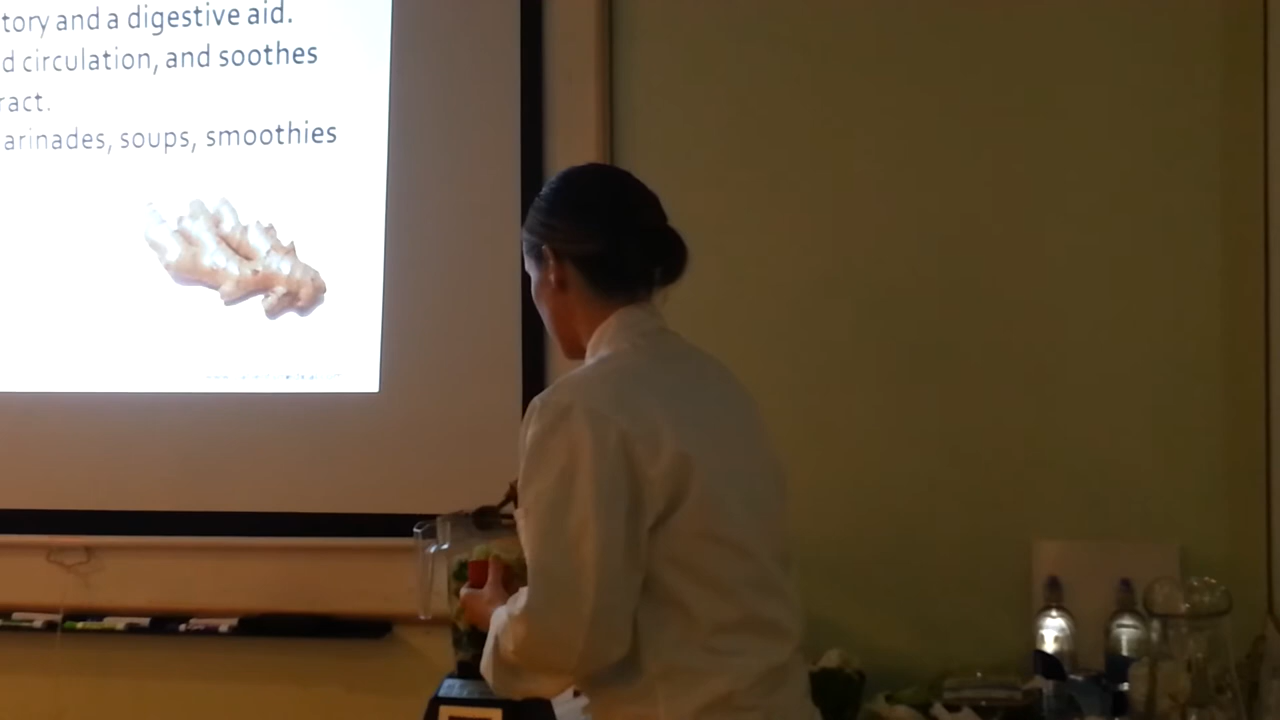 tory and a digestive aid.
d circulation, and soothes
ract.
arinades, soups, smoothies